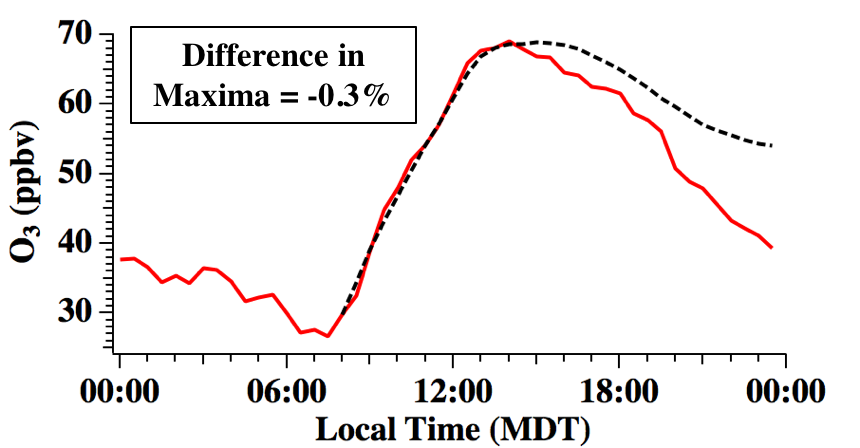 Difference in
Maxima = -0.3%
70
60
50
40
30
O₃ (ppbv)
00:00 06:00 12:00 18:00 00:00
Local Time (MDT)